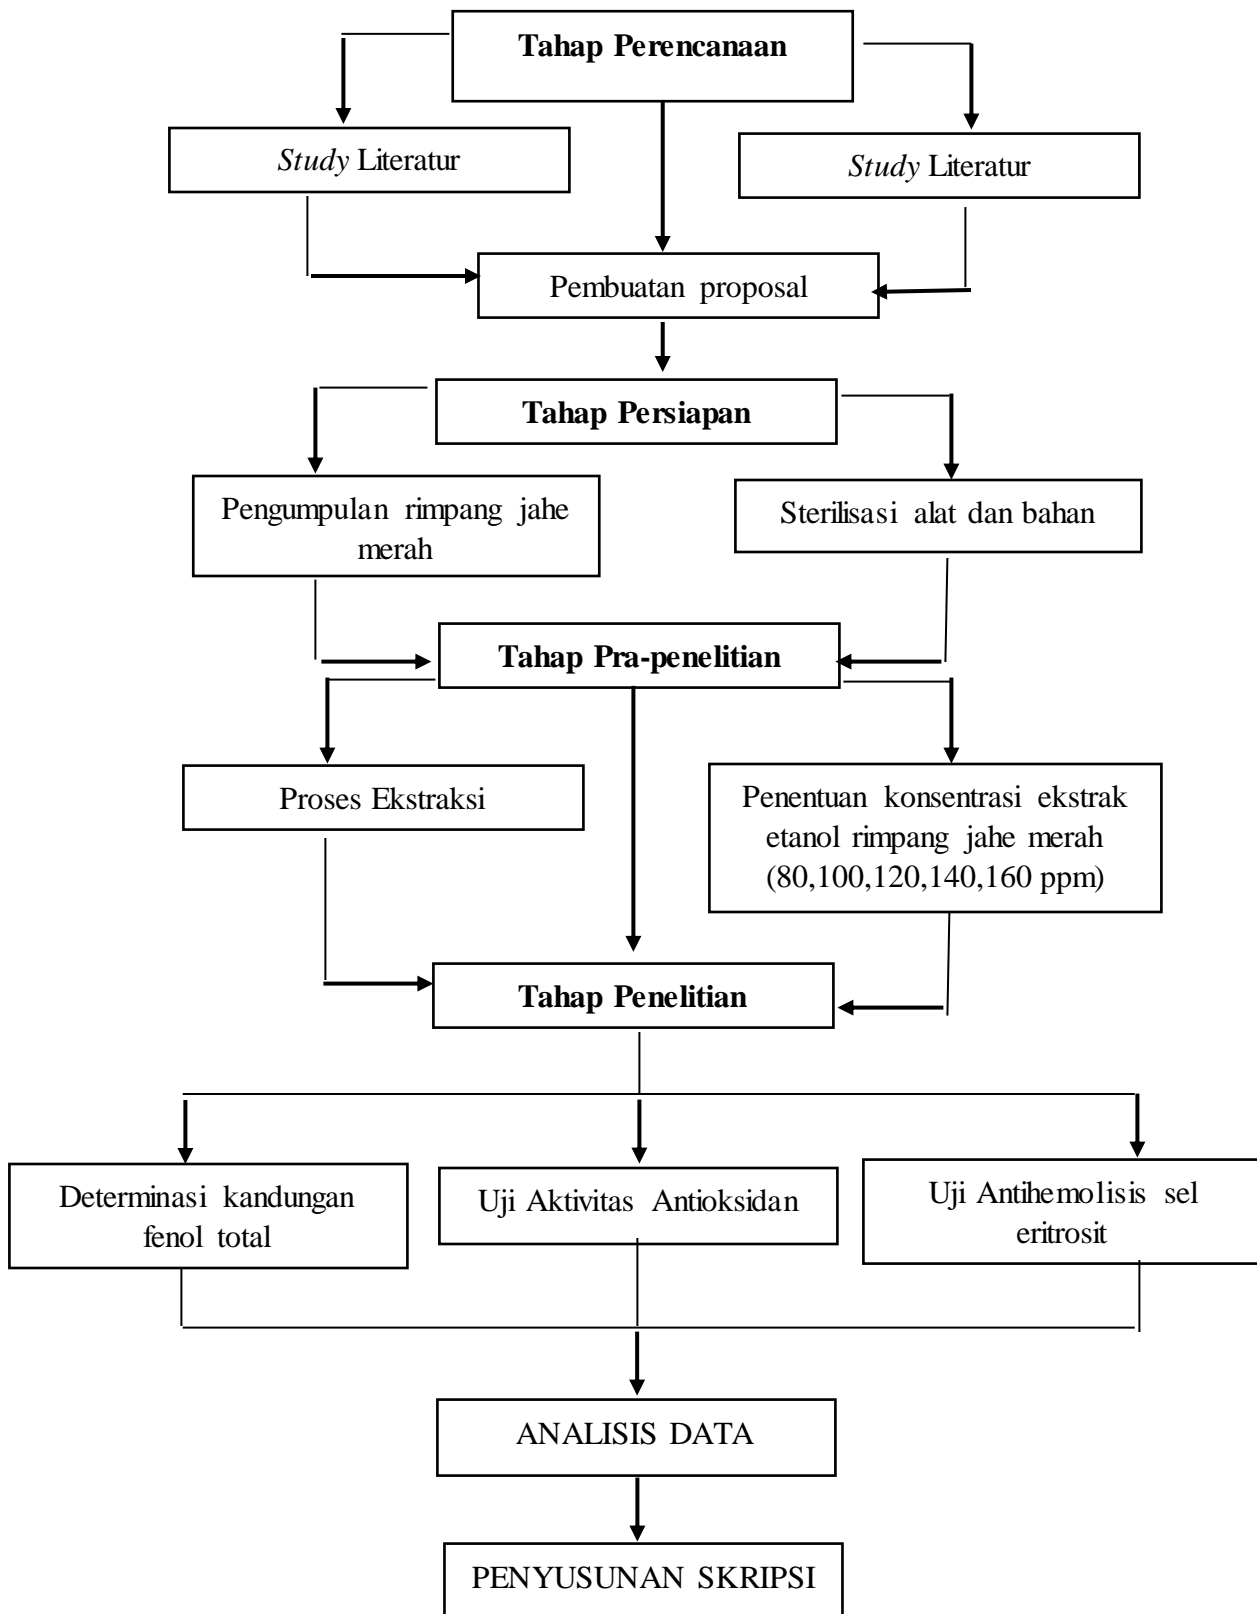 Tahap Perencanaan
Study Literatur
Study Literatur
Pembuatan proposal
Tahap Persiapan
Pengumpulan rimpang jahe
merah
Sterilisasi alat dan bahan
Tahap Pra-penelitian
Proses Ekstraksi
Penentuan konsentrasi ekstrak
etanol rimpang jahe merah
(80,100,120,140,160 ppm)
Tahap Penelitian
Determinasi kandungan
fenol total
Uji Aktivitas Antioksidan
Uji Antihemolisis sel
eritrosit
ANALISIS DATA
PENYUSUNAN SKRIPSI